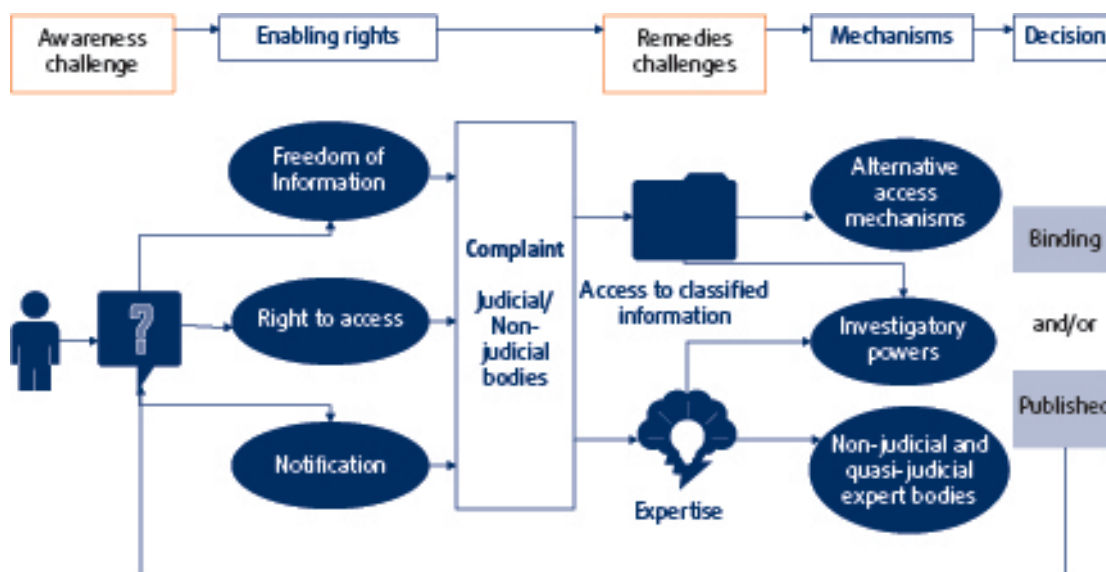 Awareness
challenge
Enabling rights
Remedies
challenges
Mechanisms
Decision
Freedom of
Information
Right to access
Notification
Complaint
Judicial/
Non-
judicial
bodies
Access to classified
information
Expertise
Alternative
access
mechanisms
Investigatory
powers
Non-judicial and
quasi-judicial
expert bodies
Binding
and/or
Published
?